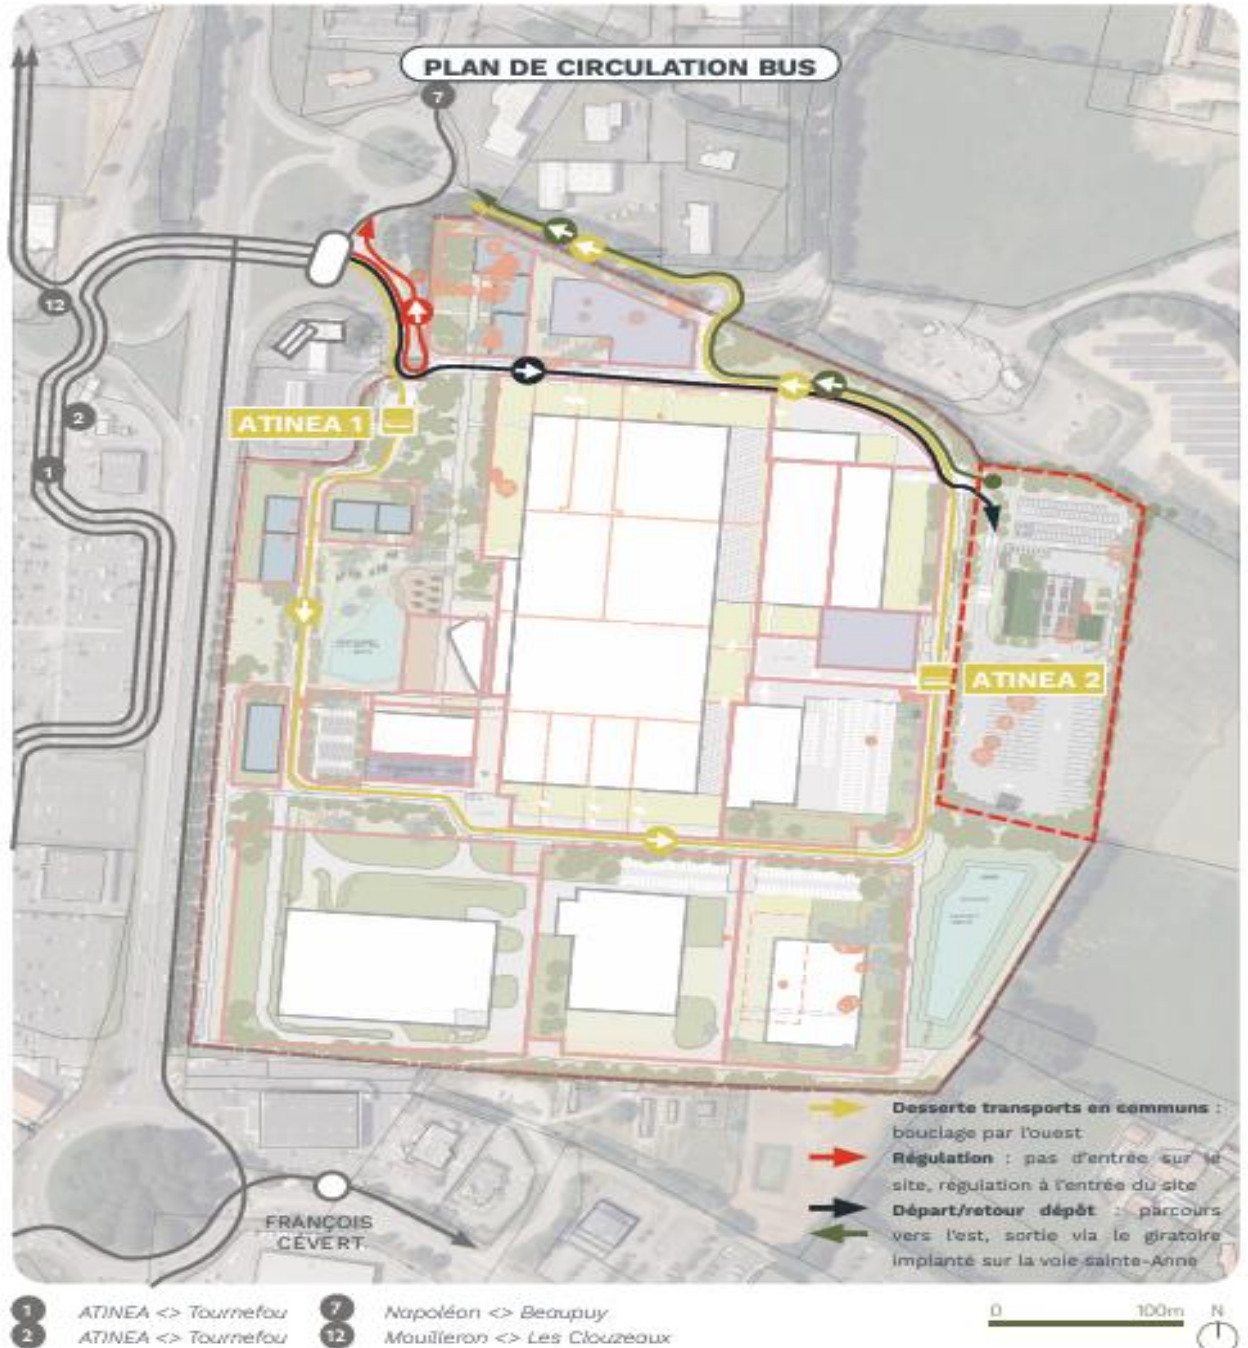 PLAN DE CIRCULATION BUS
7
12
ATINEA 1
2
1
ATINEA 2
Desserte transports en communs :
bouclage par l'ouest
Régulation : pas d'entrée sur le
site, régulation à l'entrée du site
Départ/retour dépôt : parcours
vers l'est, sortie via le giratoire
implanté sur la voie sainte-Anne
FRANÇOIS
CÉVERT
1 ATINEA <> Tournefou
7 Napoléon <> Beaupuy
0 100m N
2 ATINEA <> Tournefou
12 Mouilleron <> Les Clouzeaux